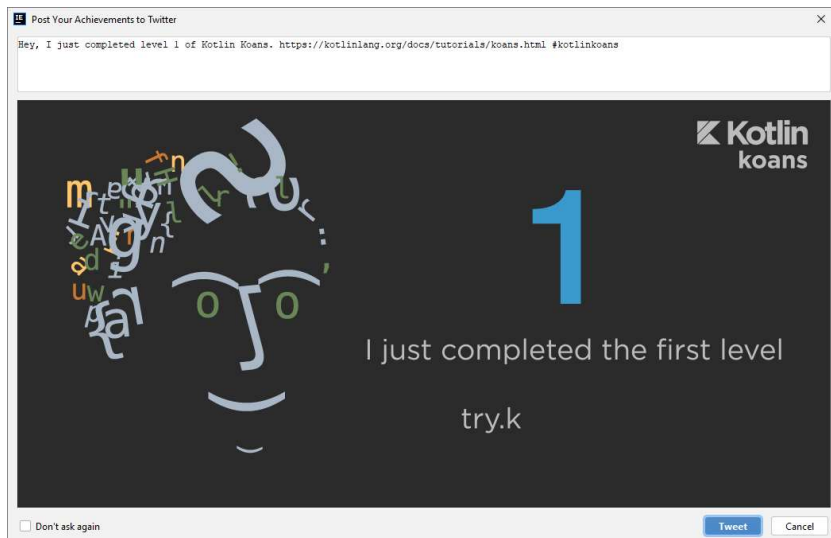 Post Your Achievements to Twitter
Hey, I just completed level 1 of Kotlin Koans. https://kotlinlang.org/docs/tutorials/koans.html #kotlinkoans
Kotlin
koans
1
I just completed the first level
try.k
Don't ask again
Tweet
Cancel